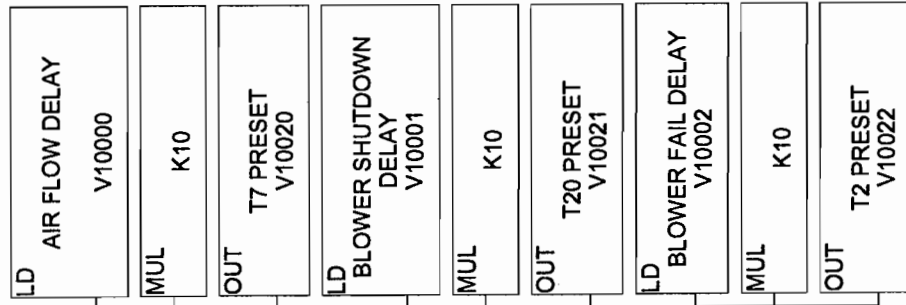 LD
AIR FLOW DELAY
V10000
MUL
K10
OUT
T7 PRESET
V10020
LD
BLOWER SHUTDOWN
DELAY
V10001
MUL
K10
OUT
T20 PRESET
V10021
LD
BLOWER FAIL DELAY
V10002
MUL
K10
OUT
T2 PRESET
V10022